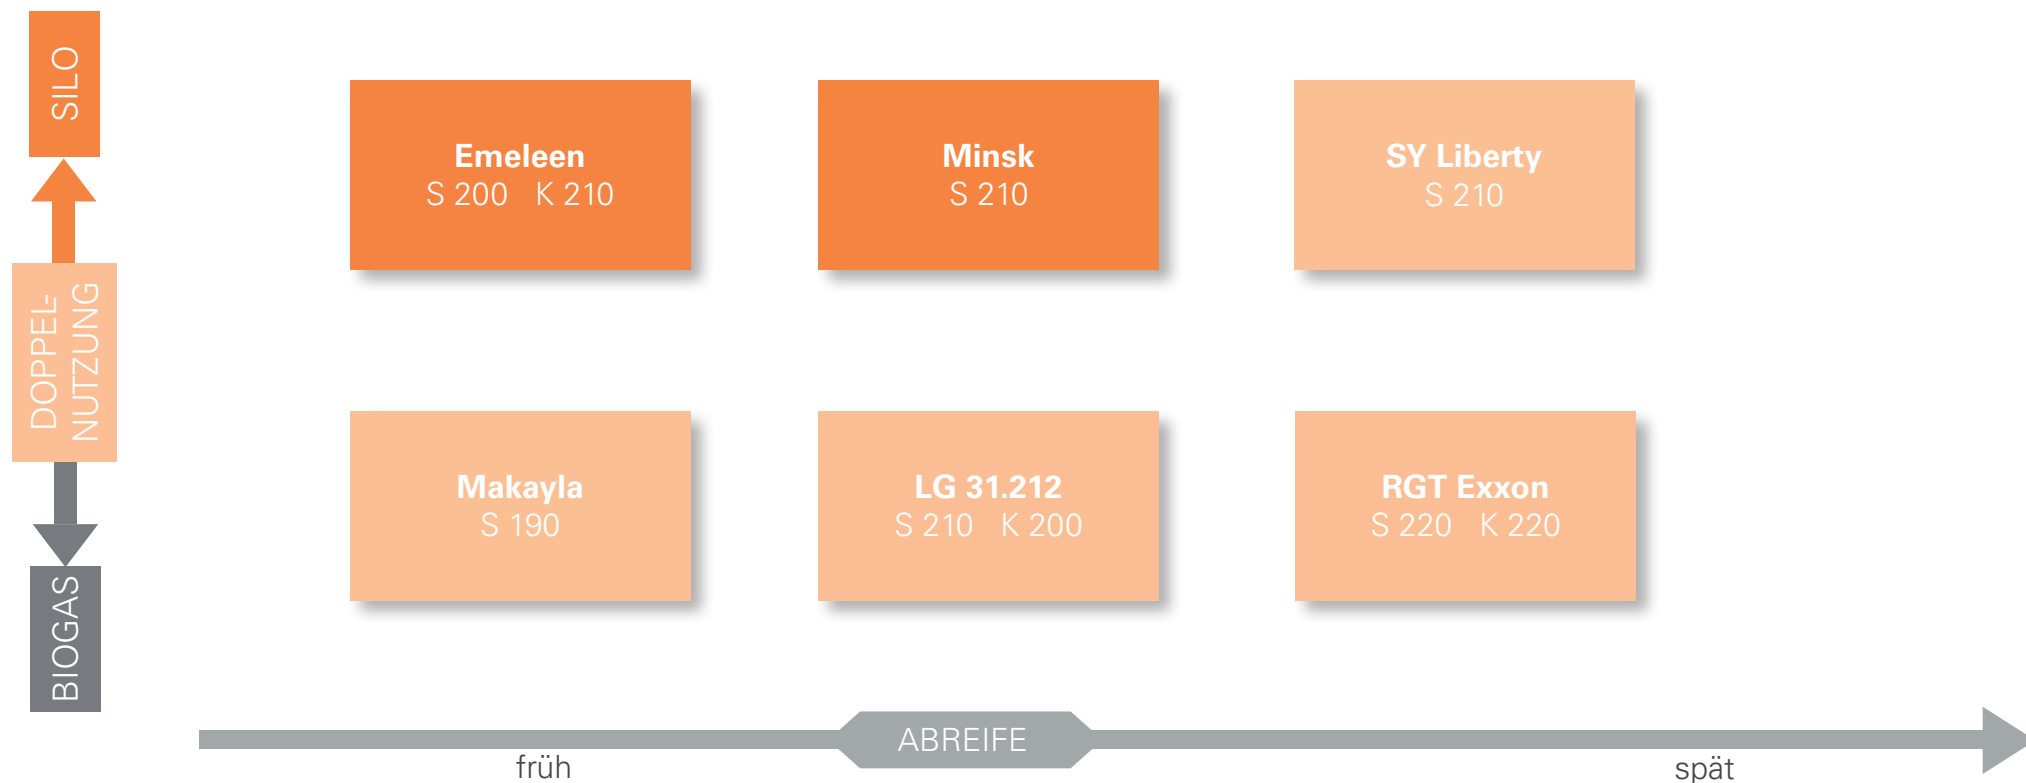 SILO
DOPPEL-
NUTZUNG
BIOGAS
Emeleen
S 200 K 210
Minsk
S 210
SY Liberty
S 210
Makayla
S 190
LG 31.212
S 210 K 200
RGT Exxon
S 220 K 220
ABREIFE
früh
spät